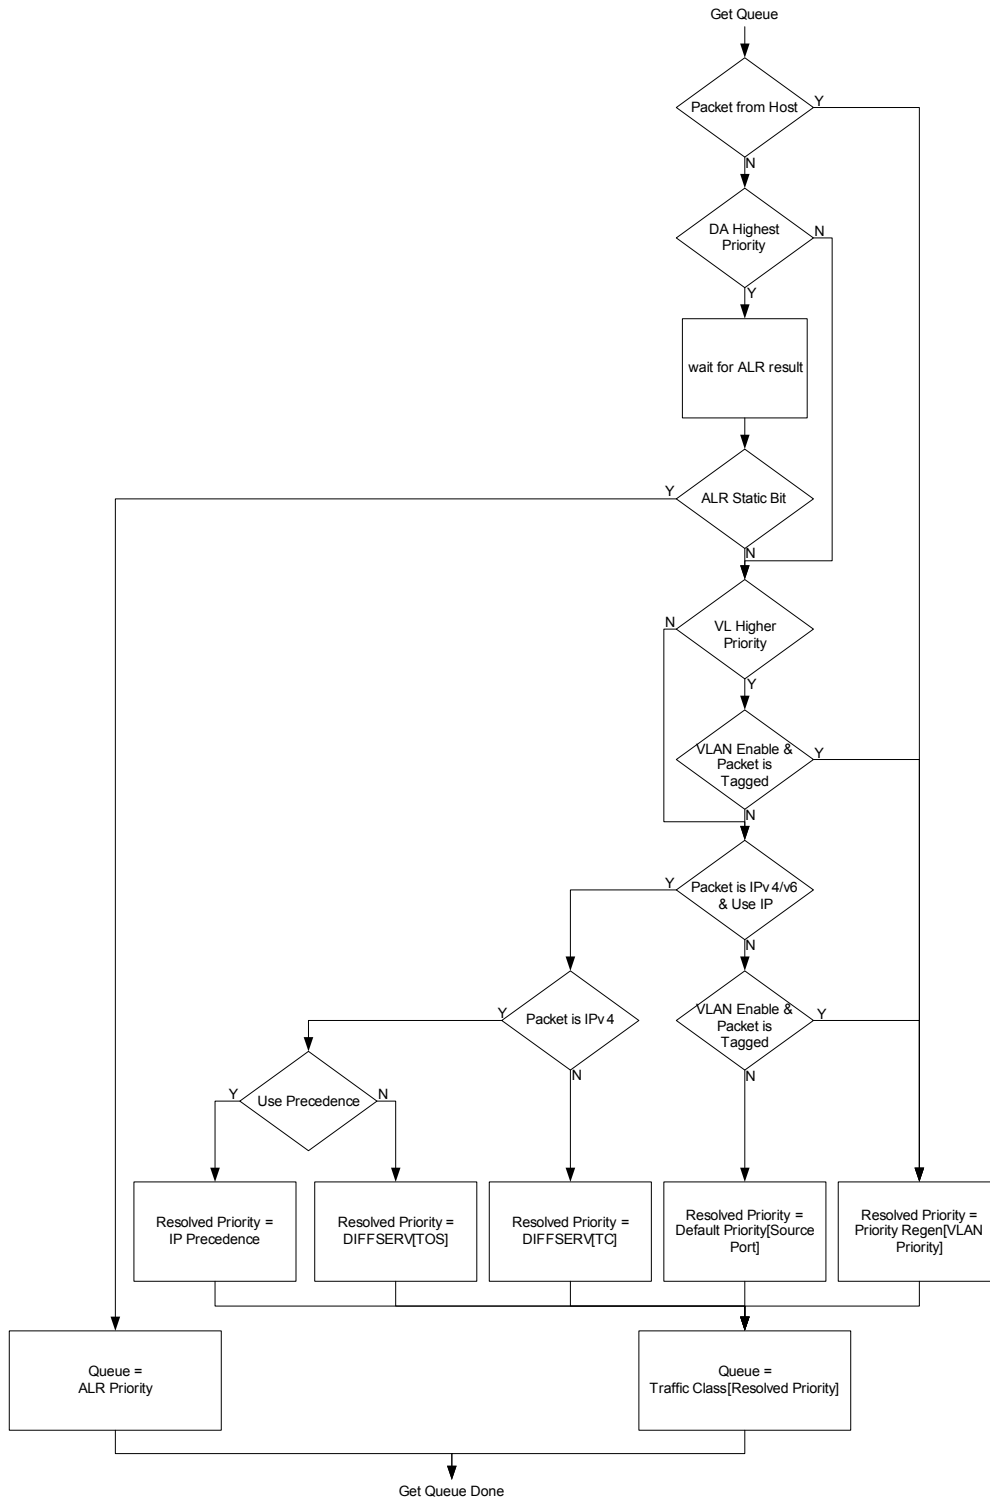 Get Queue
Packet from Host
Y
N
DA Highest
Priority
N
Y
wait for ALR result
Y
ALR Static Bit
N
N
VL Higher
Priority
Y
VLAN Enable &
Packet is
Tagged
Y
N
Y
Packet is IPv4/v6
& Use IP
N
Y
Packet is IPv4
N
VLAN Enable &
Packet is
Tagged
Y
N
Y
Use Precedence
N
Resolved Priority =
IP Precedence
Resolved Priority =
DIFFSERV[TOS]
Resolved Priority =
DIFFSERV[TC]
Resolved Priority =
Default Priority[Source
Port]
Resolved Priority =
Priority Regen[VLAN
Priority]
Queue =
ALR Priority
Queue =
Traffic Class[Resolved Priority]
Get Queue Done